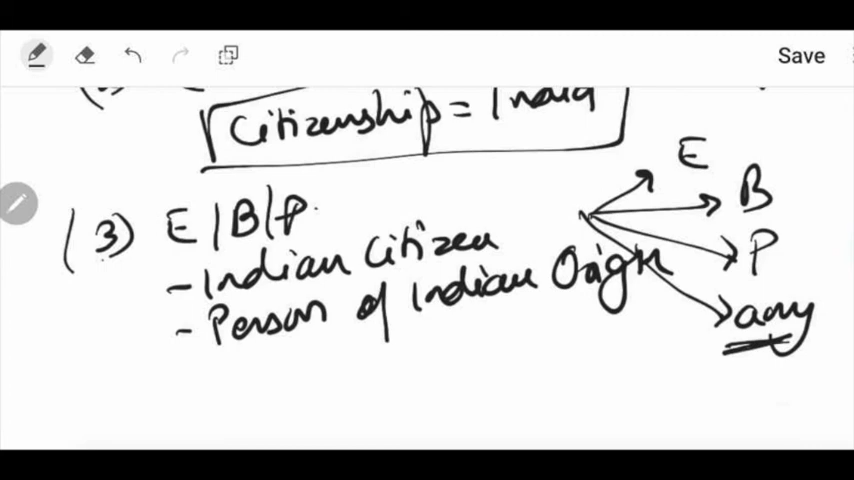 Save
Citizenship = India
(3) E/B/P.
- Indian Citizen
- Person of Indian Origin
E
B
P
any